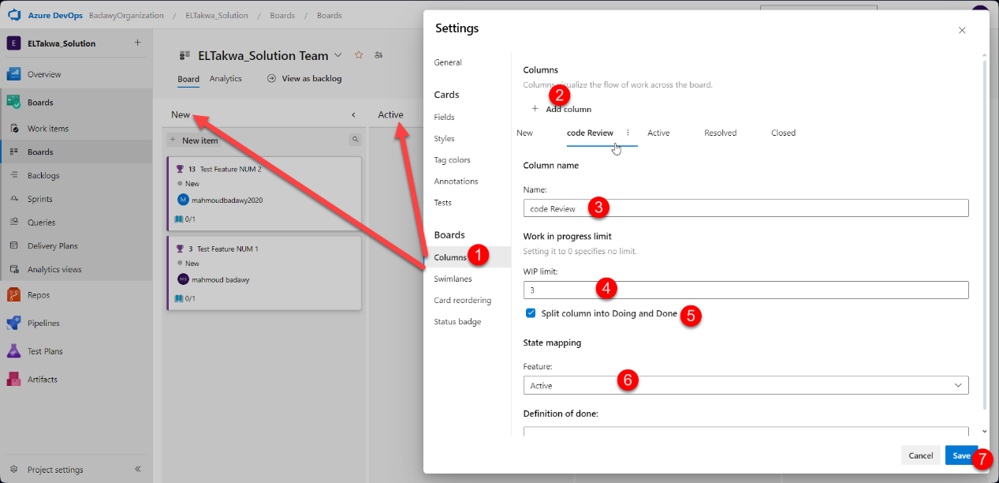 Azure DevOps BadawyOrganization / ELTakwa_Solution / Boards / Boards
E ELTakwa_Solution +
Overview
Boards
Work items
Boards
Backlogs
Sprints
Queries
Delivery Plans
Analytics views
Repos
Pipelines
Test Plans
Artifacts
Project settings
ELTakwa_Solution Team
Board Analytics View as backlog
New Active
+ New item
13 Test Feature NUM 2
New
M mahmoudbadawy2020
0/1
3 Test Feature NUM 1
New
MB mahmoud badawy
0/1
Settings
General
Cards
Fields
Styles
Tag colors
Annotations
Tests
Boards
Columns 1
Swimlanes
Card reordering
Status badge
Columns
Columns visualize the flow of work across the board.
2
+ Add column
New code Review Active Resolved Closed
Column name
Name:
code Review 3
Work in progress limit
Setting it to 0 specifies no limit.
WIP limit:
3 4
Split column into Doing and Done 5
State mapping
Feature:
Active 6
Definition of done:
Cancel Save 7